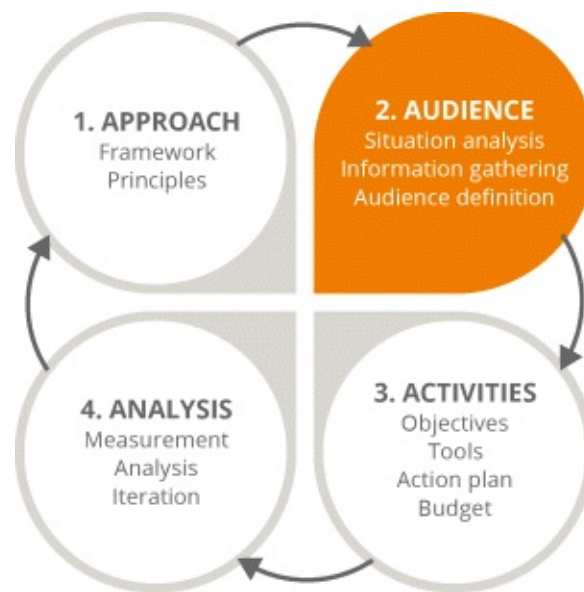 1. APPROACH
Framework
Principles
2. AUDIENCE
Situation analysis
Information gathering
Audience definition
3. ACTIVITIES
Objectives
Tools
Action plan
Budget
4. ANALYSIS
Measurement
Analysis
Iteration